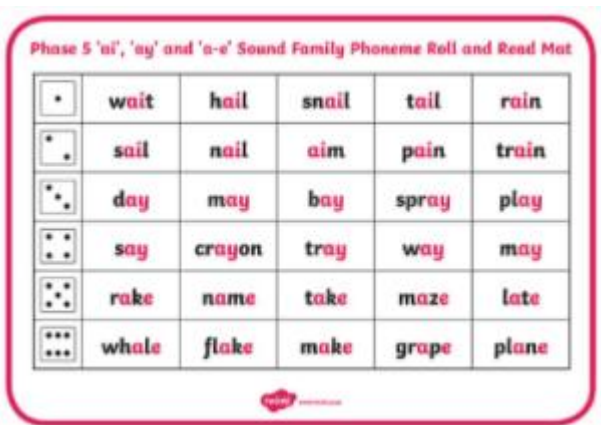 Phase 5 'ai', 'ay' and 'a-e' Sound Family Phoneme Roll and Read Mat
wait hail snail tail rain
sail nail aim pain train
day may bay spray play
say crayon tray way may
rake name take maze late
whale flake make grape plane